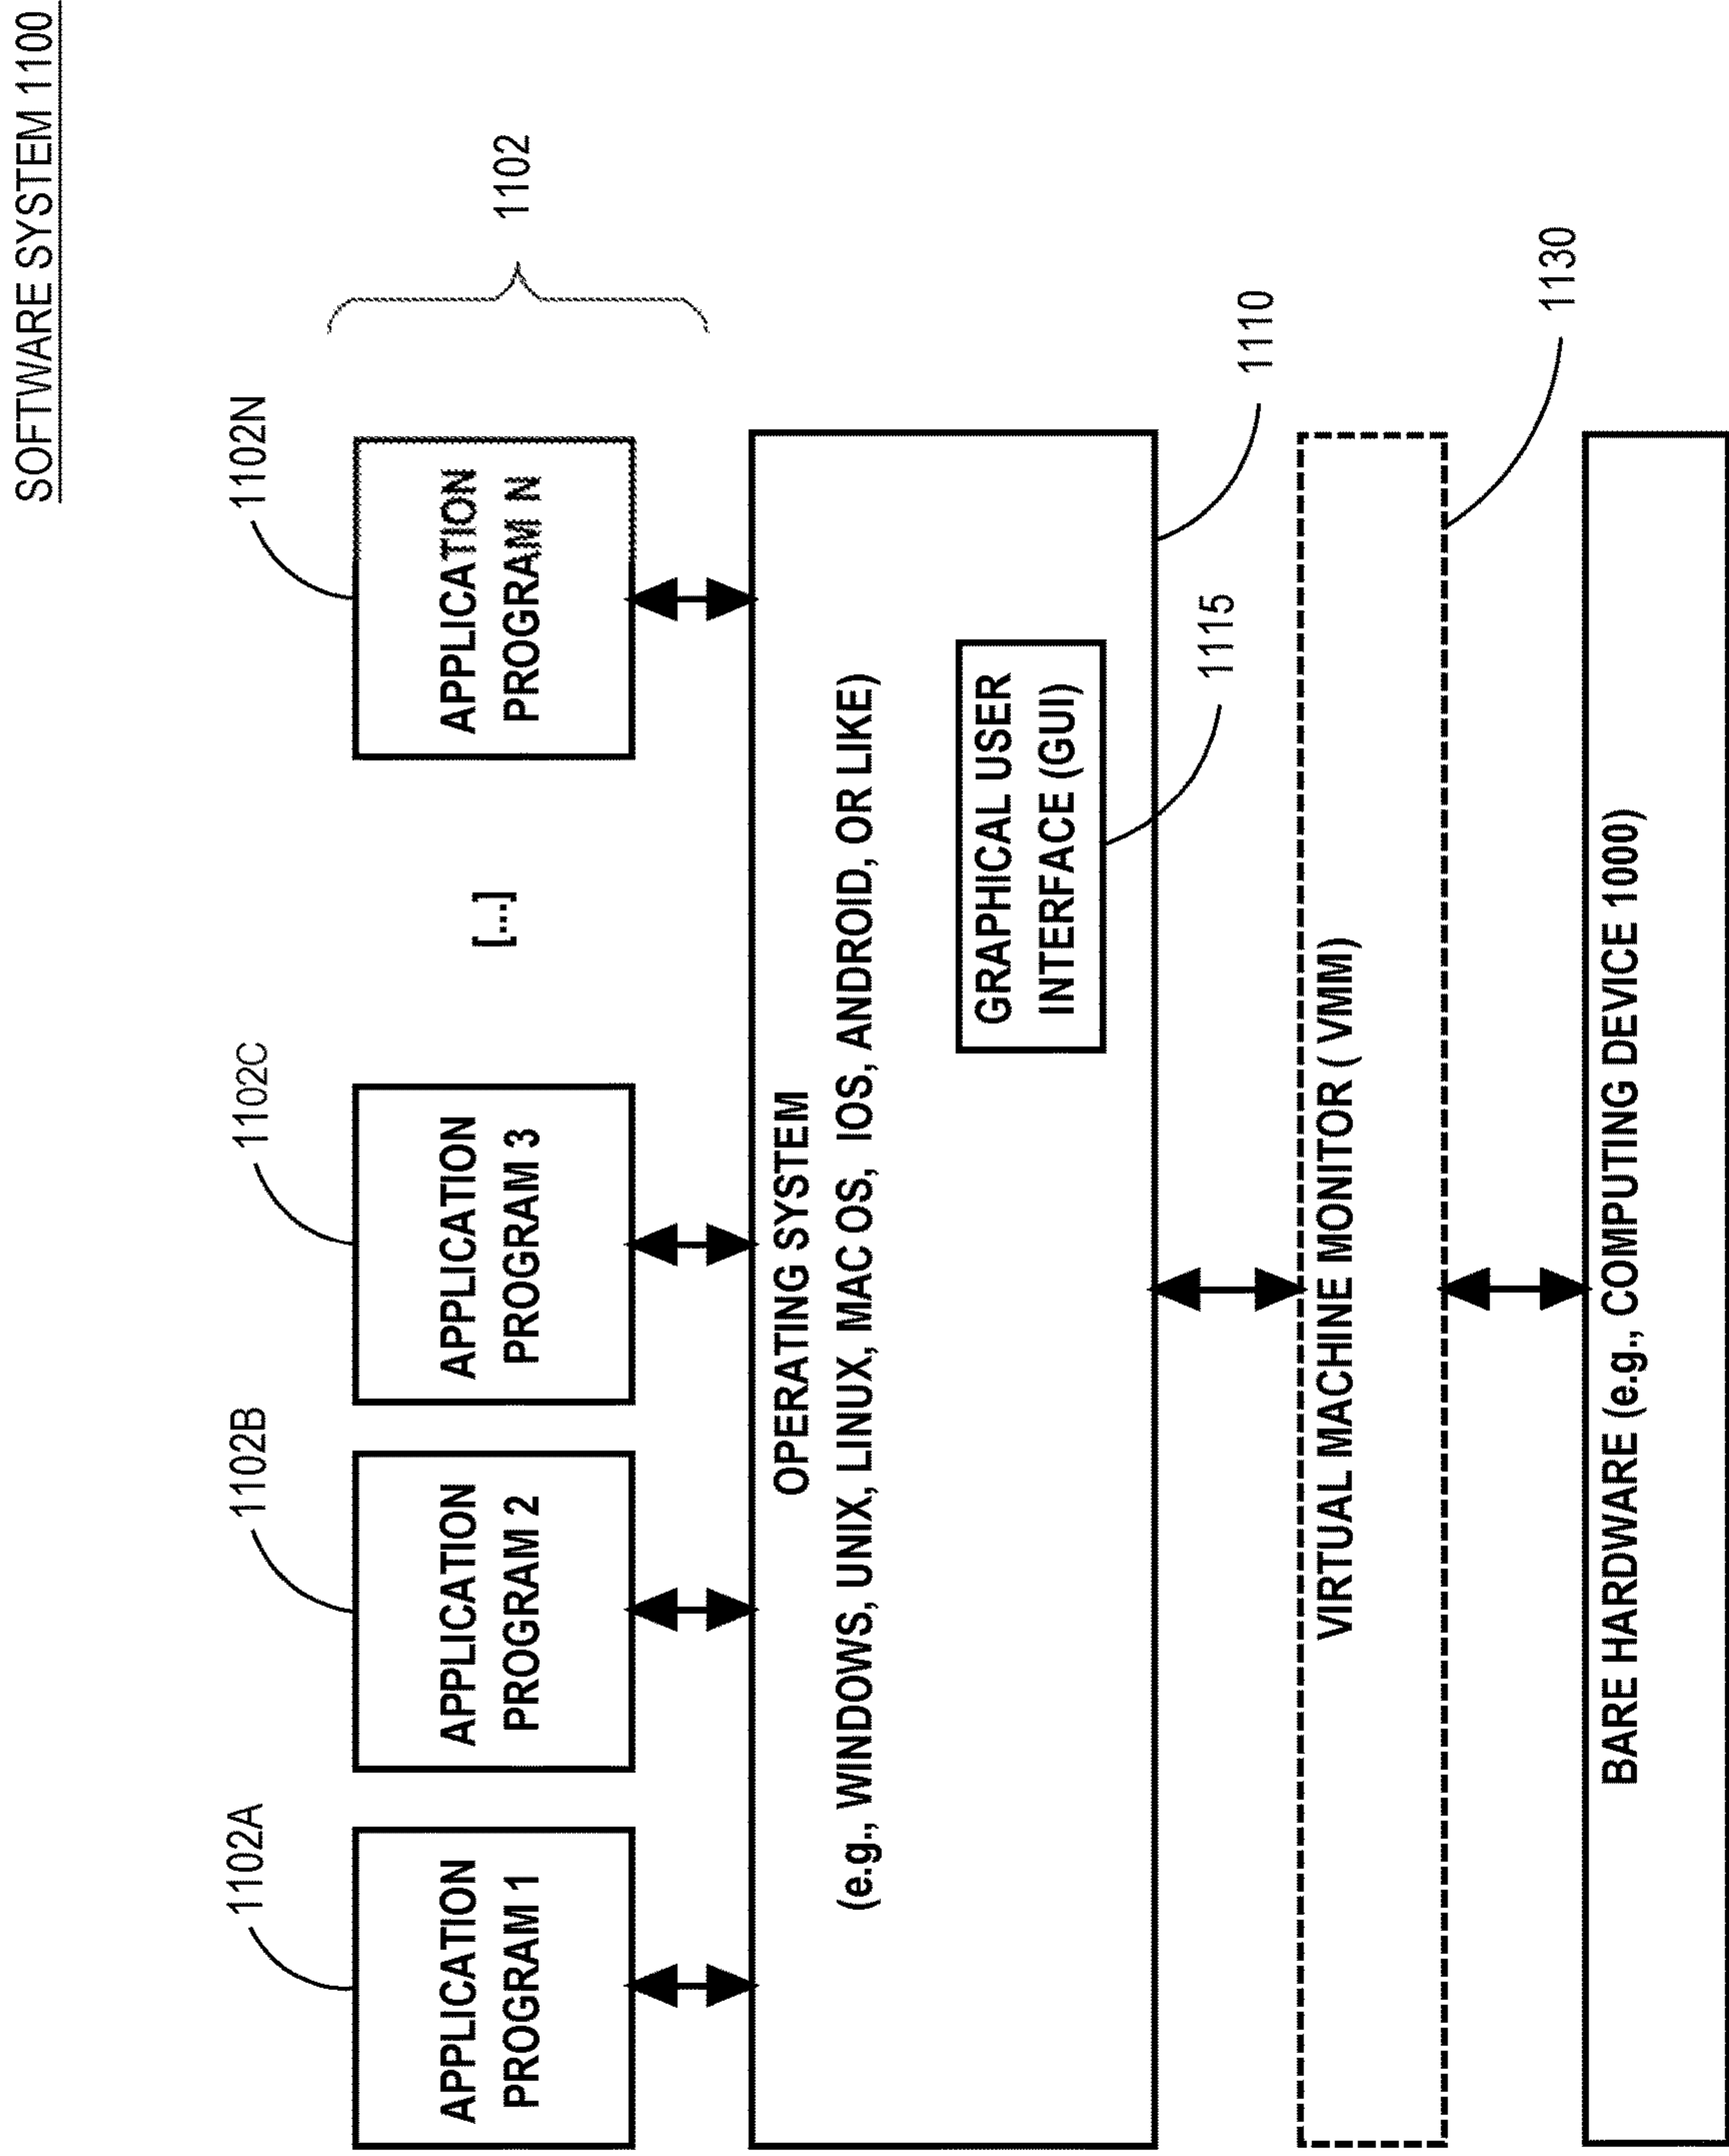 SOFTWARE SYSTEM 1100
1102
1102A
1102B
1102C
1102N
APPLICATION
PROGRAM 1
APPLICATION
PROGRAM 2
APPLICATION
PROGRAM 3
[...]
APPLICATION
PROGRAM N
OPERATING SYSTEM
(e.g., WINDOWS, UNIX, LINUX, MAC OS, IOS, ANDROID, OR LIKE)
GRAPHICAL USER
INTERFACE (GUI)
1115
1110
VIRTUAL MACHINE MONITOR ( VMM)
1130
BARE HARDWARE (e.g., COMPUTING DEVICE 1000)